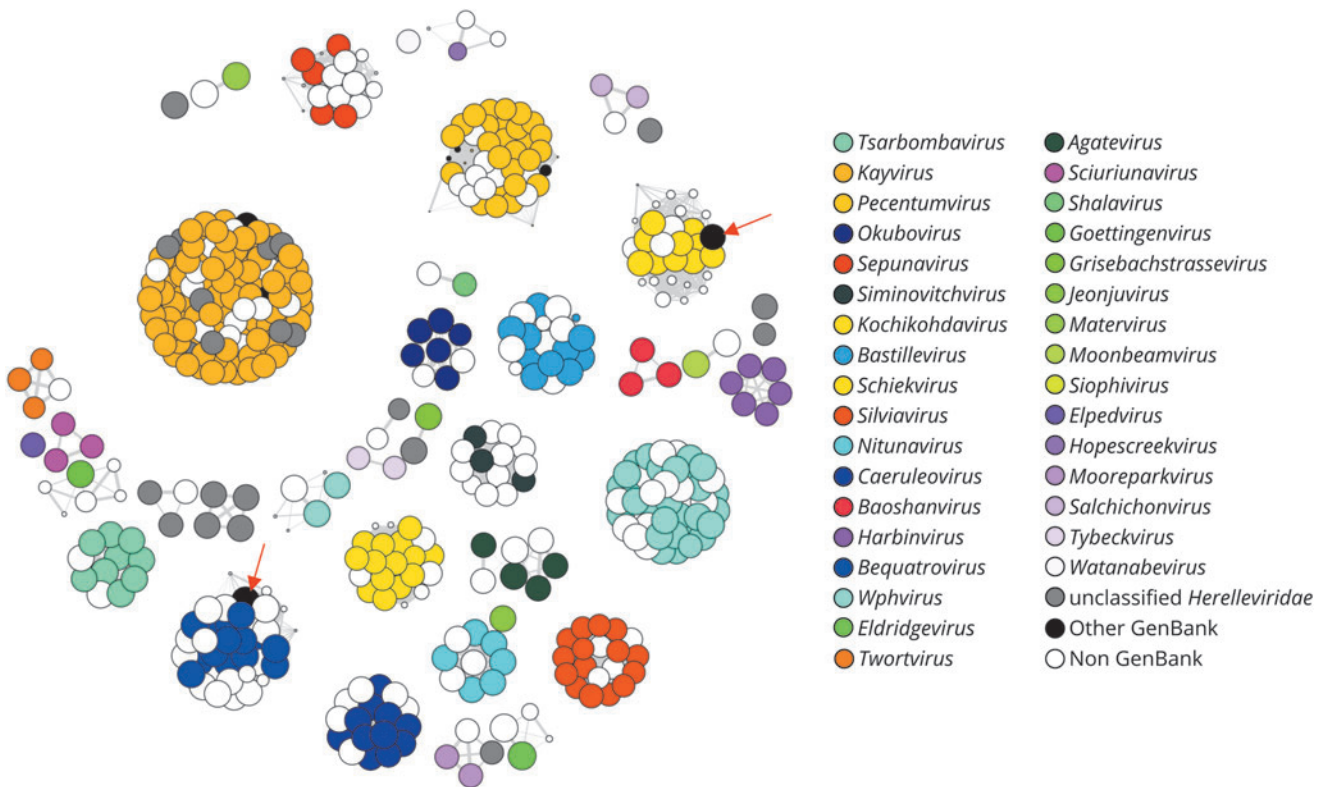 Tsarbombavirus
Kayvirus
Pecentumvirus
Okubovirus
Sepunavirus
Siminovitchvirus
Kochikohdavirus
Bastillevirus
Schiekvirus
Silviavirus
Nitunavirus
Caeruleovirus
Baoshanvirus
Harbinvirus
Bequatrovirus
Wphvirus
Eldridgevirus
Twortvirus
Agatevirus
Sciuriunavirus
Shalavirus
Goettingenvirus
Grisebachstrassevirus
Jeonjuvirus
Matervirus
Moonbeamvirus
Siophivirus
Elpedvirus
Hopescreekvirus
Mooreparkvirus
Salchichonvirus
Tybeckvirus
Watanabevirus
unclassified Herelleviridae
Other GenBank
Non GenBank